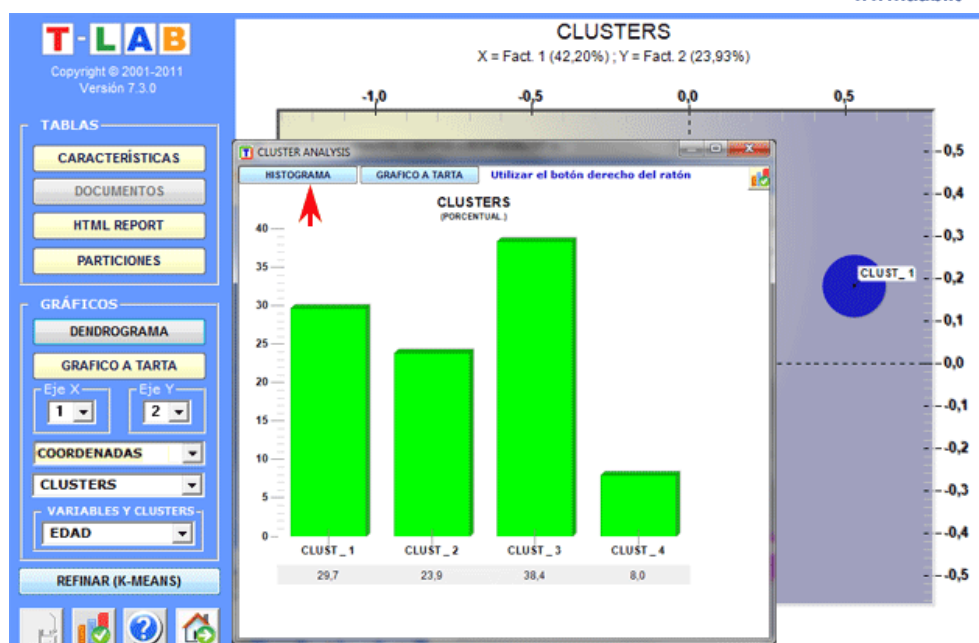 T-LAB
Copyright © 2001-2011
Versión 7.3.0
TABLAS
CARACTERÍSTICAS
DOCUMENTOS
HTML REPORT
PARTICIONES
GRÁFICOS
DENDROGRAMA
GRAFICO A TARTA
Eje X
Eje Y
1
2
COORDENADAS
CLUSTERS
VARIABLES Y CLUSTERS
EDAD
REFINAR (K-MEANS)
CLUSTERS
X = Fact. 1 (42,20%) ; Y = Fact. 2 (23,93%)
-1,0 -0,5 0,0 0,5
CLUSTER ANALYSIS
HISTOGRAMA GRAFICO A TARTA Utilizar el botón derecho del ratón
CLUSTERS
(PORCENTUAL.)
40
35
30
25
20
15
10
5
0
CLUST_1 CLUST_2 CLUST_3 CLUST_4
29,7 23,9 38,4 8,0
CLUST_1
-0,5
-0,3
-0,2
-0,1
-0,0
-0,1
-0,2
-0,3
-0,4
-0,5